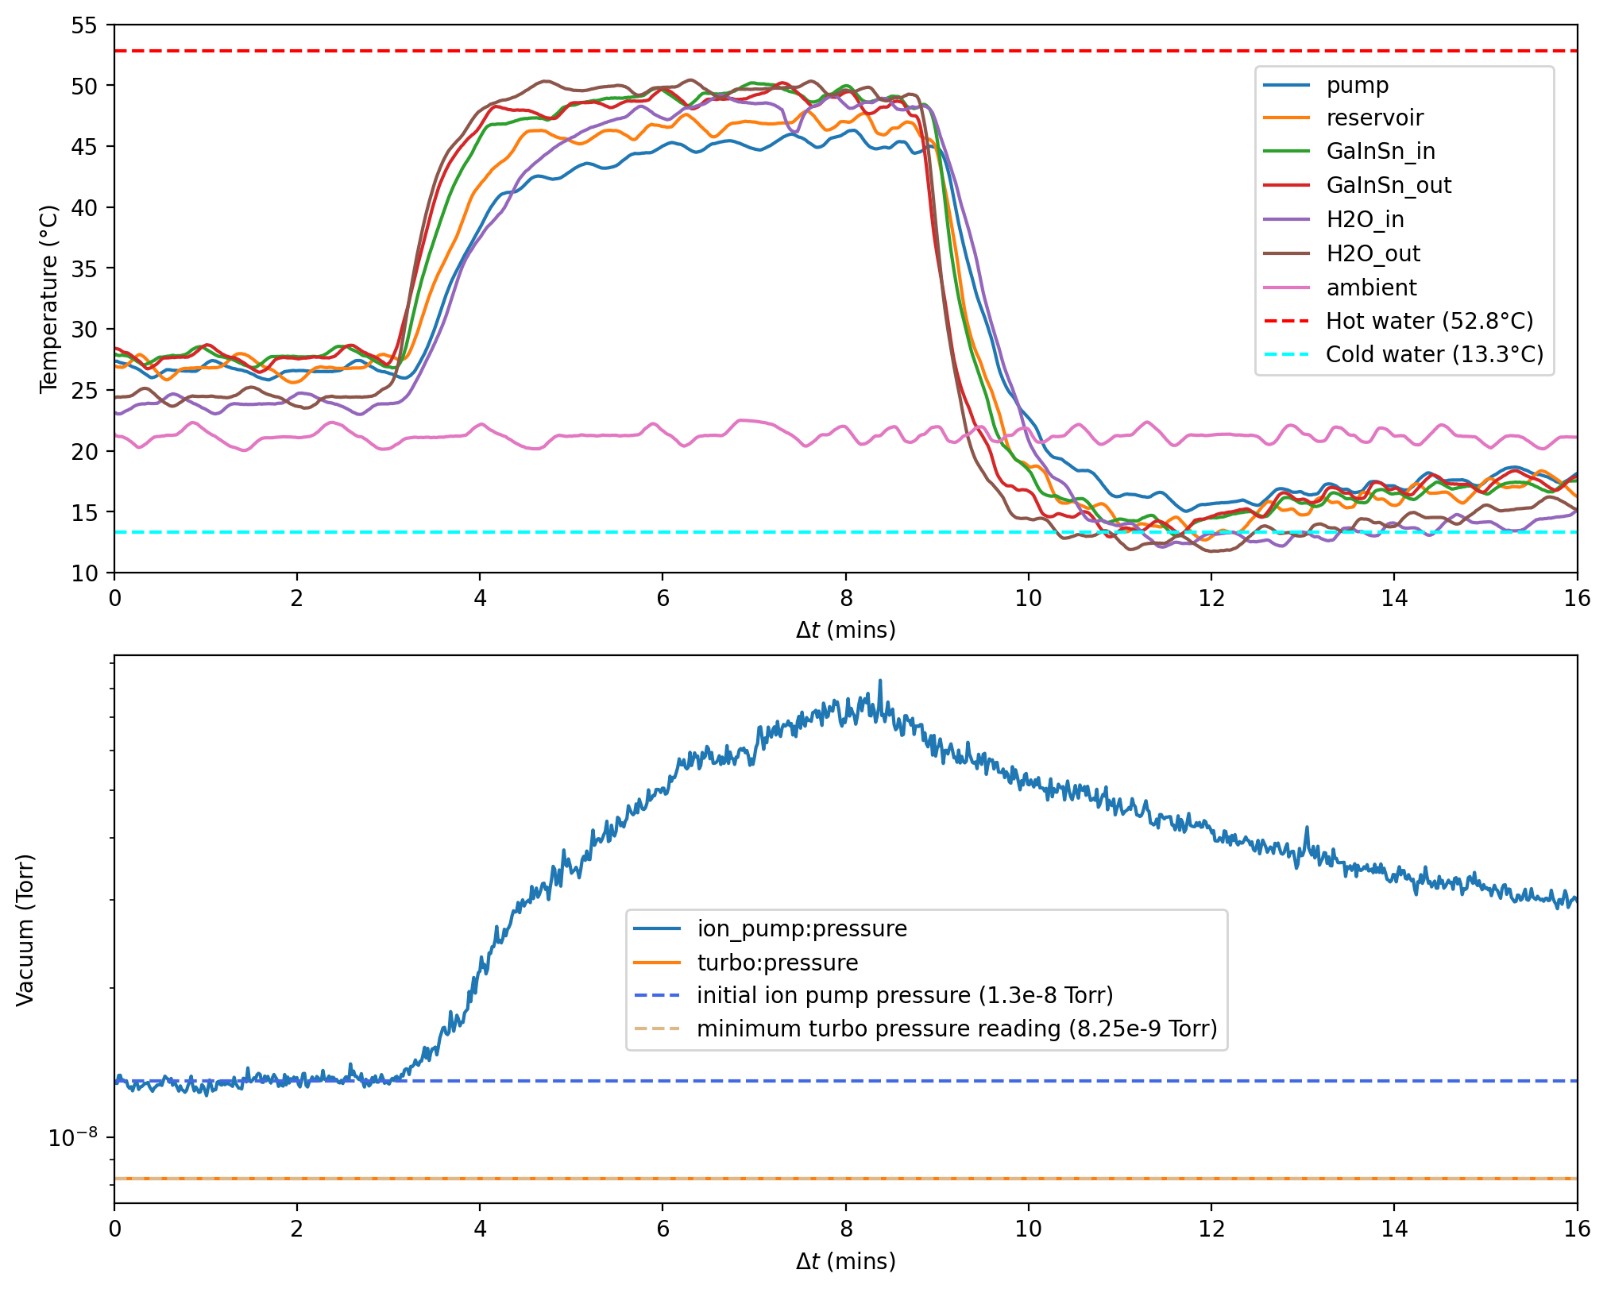 55
50
45
40
35
30
25
20
15
10
Temperature (°C)
pump
reservoir
GaInSn_in
GaInSn_out
H2O_in
H2O_out
ambient
Hot water (52.8°C)
Cold water (13.3°C)
0 2 4 6 8 10 12 14 16
Δt (mins)
Vacuum (Torr)
10⁻⁸
ion_pump:pressure
turbo:pressure
initial ion pump pressure (1.3e-8 Torr)
minimum turbo pressure reading (8.25e-9 Torr)
0 2 4 6 8 10 12 14 16
Δt (mins)